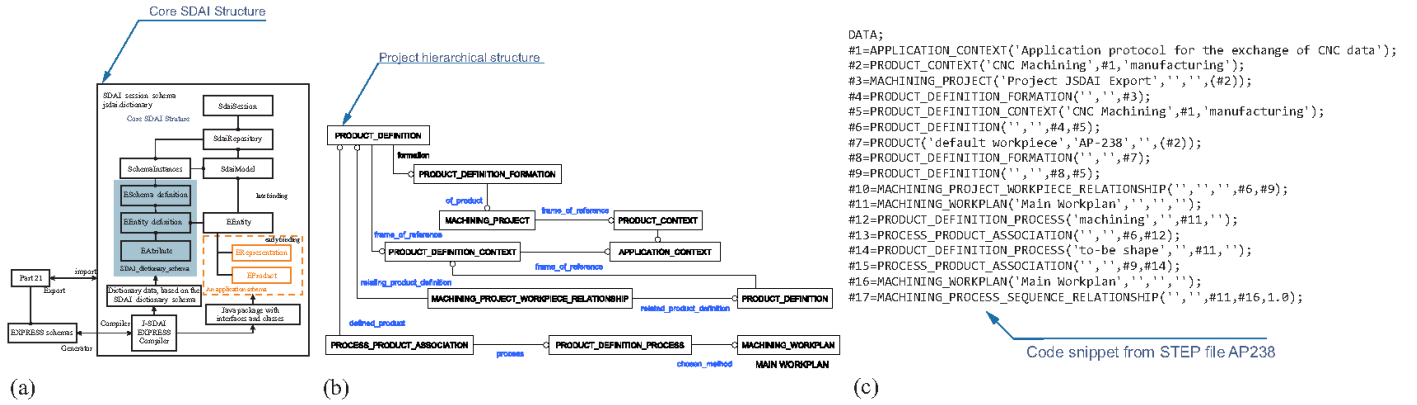 Core SDAI Structure
SDAI session schema
jsdai.dictionary
Core SDAI Struture
SdaiSession
SdaiRepository
SchemaInstances
SdaiModel
ESchema definition
late binding
EEntity definition
EEntity
EAtribute
early binding
ERepresentation
SDAI_dictionary_schema
EProduct
An application schema
Part 21
import
Export
Dictionary data, based on the
SDAI dictionary schema
Java package with
interfaces and classes
EXPRESS schemas
Compiler
Generator
J-SDAI
EXPRESS
Compiler
(a)
Project hierarchical structure
PRODUCT_DEFINITION
formation
PRODUCT_DEFINITION_FORMATION
of_product
MACHINING_PROJECT
frame_of_reference
PRODUCT_CONTEXT
frame_of_reference
PRODUCT_DEFINITION_CONTEXT
APPLICATION_CONTEXT
frame_of_reference
relating_product_definition
MACHINING_PROJECT_WORKPIECE_RELATIONSHIP
PRODUCT_DEFINITION
related_product_definition
defined_product
PROCESS_PRODUCT_ASSOCIATION
process
PRODUCT_DEFINITION_PROCESS
MACHINING_WORKPLAN
chosen_method
MAIN WORKPLAN
(b)
DATA;
#1=APPLICATION_CONTEXT('Application protocol for the exchange of CNC data');
#2=PRODUCT_CONTEXT('CNC Machining',#1,'manufacturing');
#3=MACHINING_PROJECT('Project JSDAI Export','','',(#2));
#4=PRODUCT_DEFINITION_FORMATION('','',#3);
#5=PRODUCT_DEFINITION_CONTEXT('CNC Machining',#1,'manufacturing');
#6=PRODUCT_DEFINITION('','',#4,#5);
#7=PRODUCT('default workpiece','AP-238','',(#2));
#8=PRODUCT_DEFINITION_FORMATION('','',#7);
#9=PRODUCT_DEFINITION('','',#8,#5);
#10=MACHINING_PROJECT_WORKPIECE_RELATIONSHIP('','','',#6,#9);
#11=MACHINING_WORKPLAN('Main Workplan','','','');
#12=PRODUCT_DEFINITION_PROCESS('machining','',#11,'');
#13=PROCESS_PRODUCT_ASSOCIATION('','',#6,#12);
#14=PRODUCT_DEFINITION_PROCESS('to-be shape','',#11,'');
#15=PROCESS_PRODUCT_ASSOCIATION('','',#9,#14);
#16=MACHINING_WORKPLAN('Main Workplan','','','');
#17=MACHINING_PROCESS_SEQUENCE_RELATIONSHIP('','',#11,#16,1.0);
Code snippet from STEP file AP238
(c)